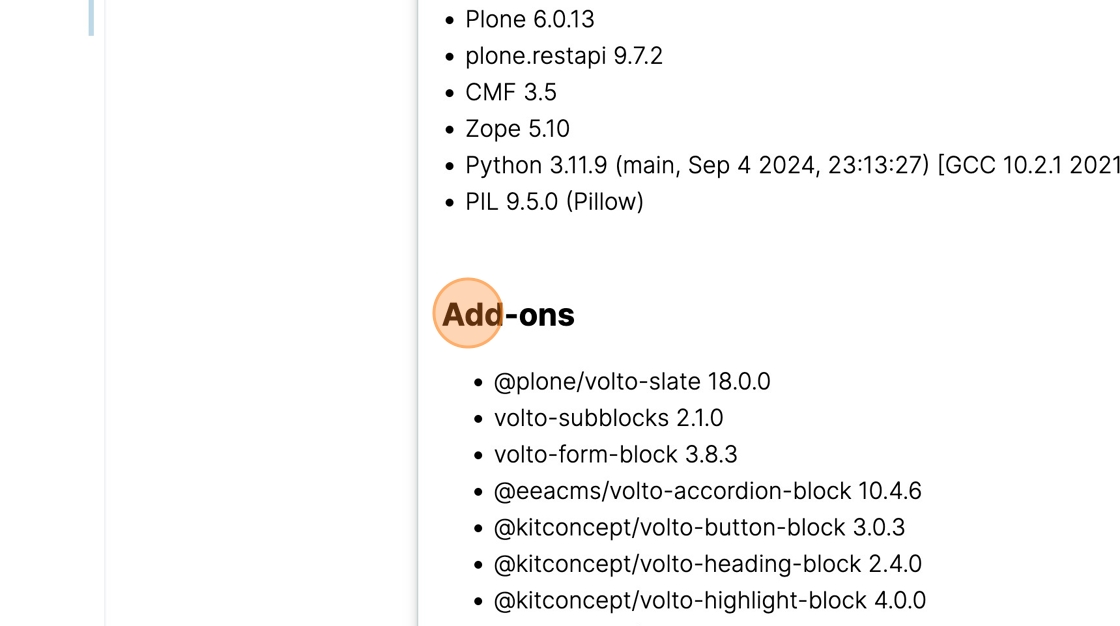 Plone 6.0.13
plone.restapi 9.7.2
CMF 3.5
Zope 5.10
Python 3.11.9 (main, Sep 4 2024, 23:13:27) [GCC 10.2.1 2021
PIL 9.5.0 (Pillow)
Add-ons
@plone/volto-slate 18.0.0
volto-subblocks 2.1.0
volto-form-block 3.8.3
@eeacms/volto-accordion-block 10.4.6
@kitconcept/volto-button-block 3.0.3
@kitconcept/volto-heading-block 2.4.0
@kitconcept/volto-highlight-block 4.0.0